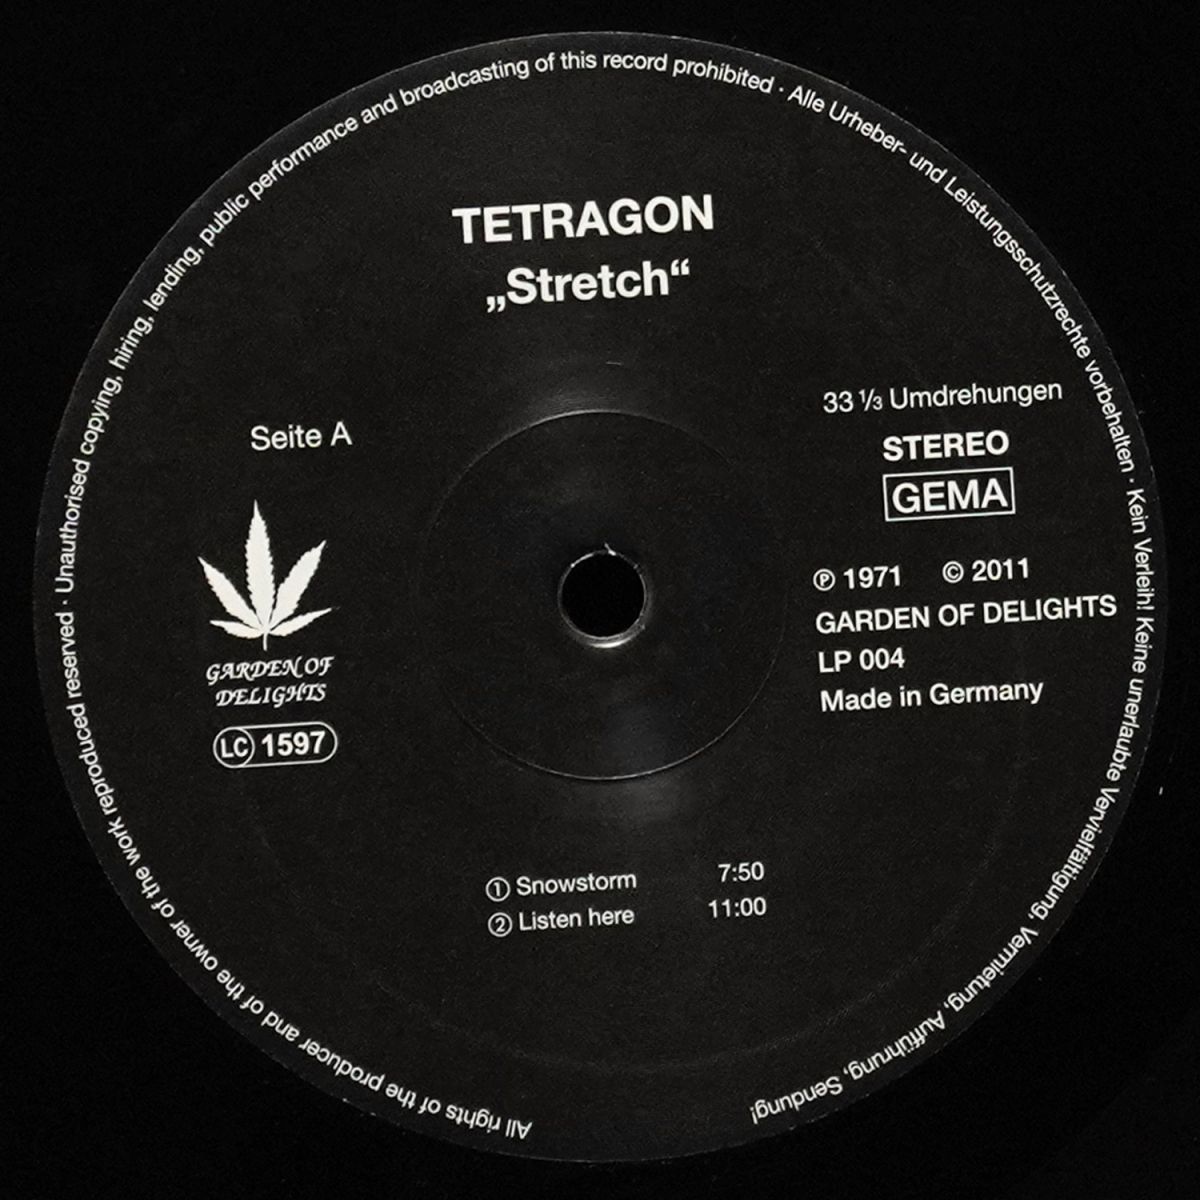 All rights of the producer and of the owner of the work reproduced reserved · Unauthorised copying, hiring, lending, public performance and broadcasting of this record prohibited · Alle Urheber- und Leistungsschutzrechte vorbehalten · Kein Verleih! Keine unerlaubte Vervielfältigung, Vermietung, Aufführung, Sendung!
TETRAGON
„Stretch“
Seite A
33 ⅓ Umdrehungen
STEREO
GEMA
℗ 1971 © 2011
GARDEN OF DELIGHTS
LP 004
Made in Germany
GARDEN OF
DELIGHTS
LC 1597
① Snowstorm 7:50
② Listen here 11:00